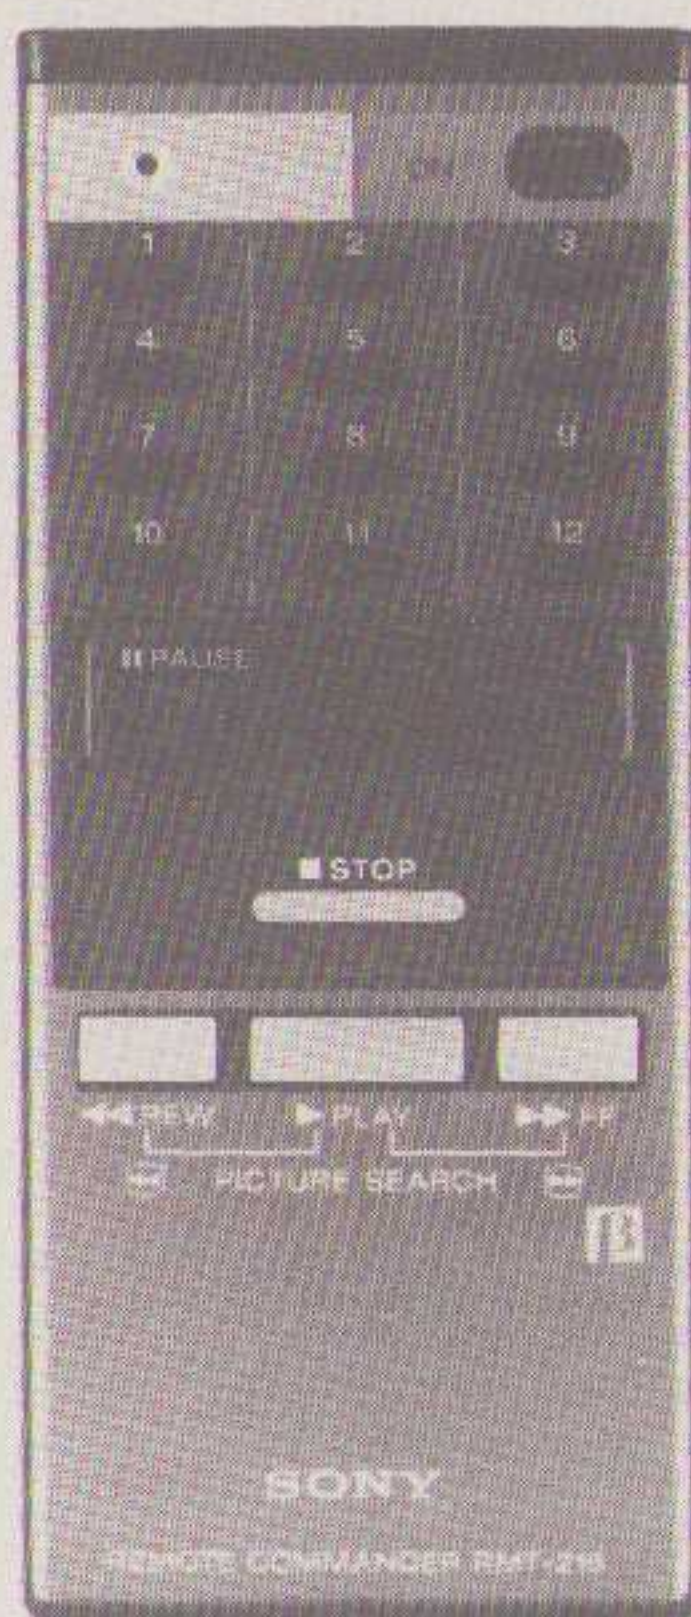 1 2 3
4 5 6
7 8 9
10 11 12
PAUSE
STOP
REW PLAY FF
PICTURE SEARCH
β
SONY
REMOTE COMMANDER